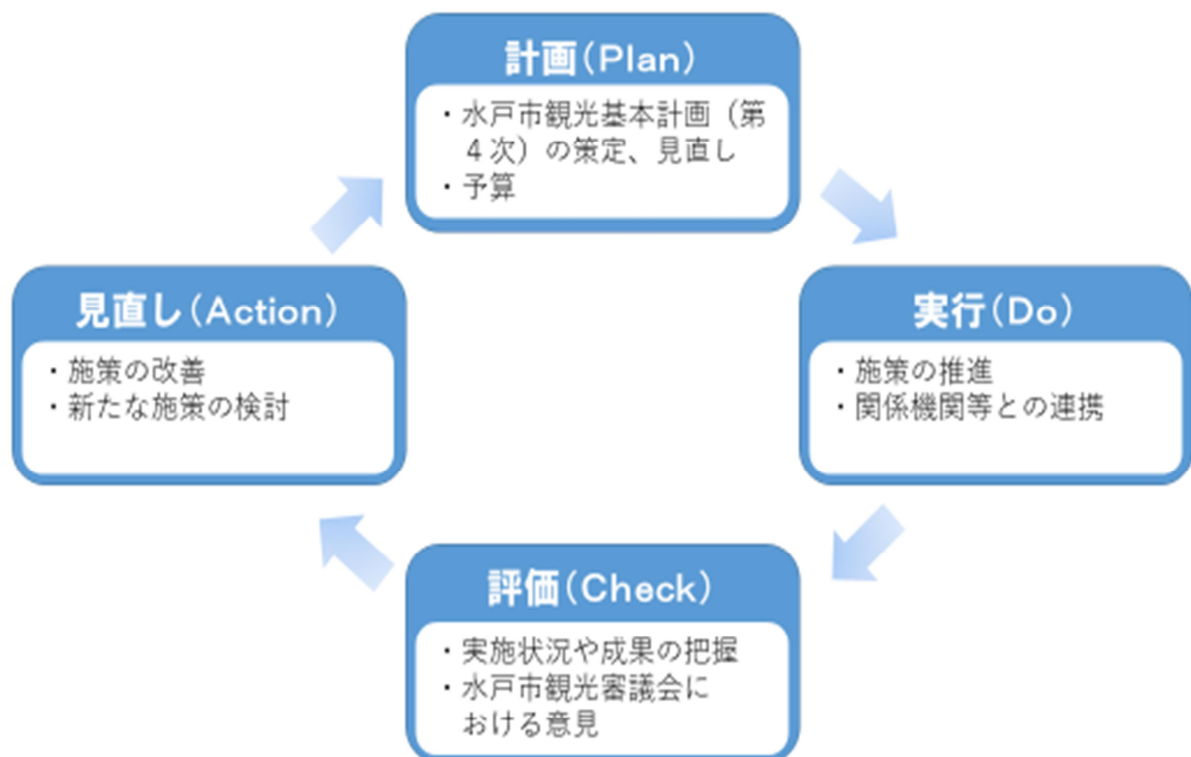 計画（Plan）
・水戸市観光基本計画（第
４次）の策定、見直し
・予算
実行（Do）
・施策の推進
・関係機関等との連携
評価（Check）
・実施状況や成果の把握
・水戸市観光審議会に
おける意見
見直し（Action）
・施策の改善
・新たな施策の検討